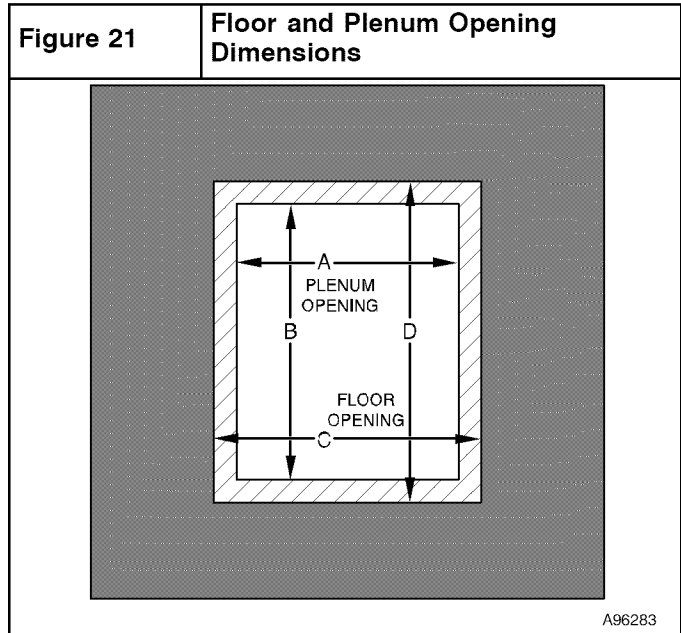 Figure 21
Floor and Plenum Opening
Dimensions
A
PLENUM
OPENING
B
D
FLOOR
OPENING
C
A96283